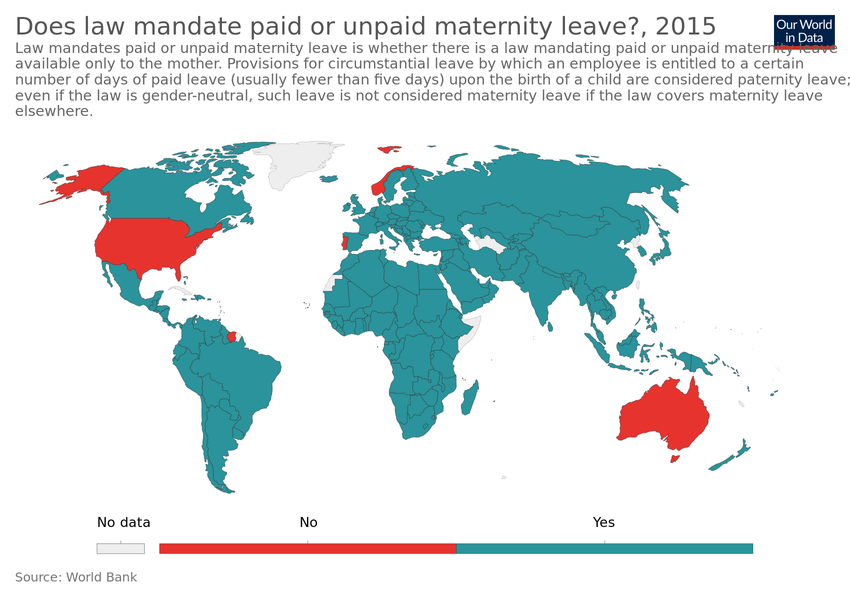 Does law mandate paid or unpaid maternity leave?, 2015
Our World
in Data
Law mandates paid or unpaid maternity leave is whether there is a law mandating paid or unpaid maternity leave
available only to the mother. Provisions for circumstantial leave by which an employee is entitled to a certain
number of days of paid leave (usually fewer than five days) upon the birth of a child are considered paternity leave;
even if the law is gender-neutral, such leave is not considered maternity leave if the law covers maternity leave
elsewhere.
No data
No
Yes
Source: World Bank